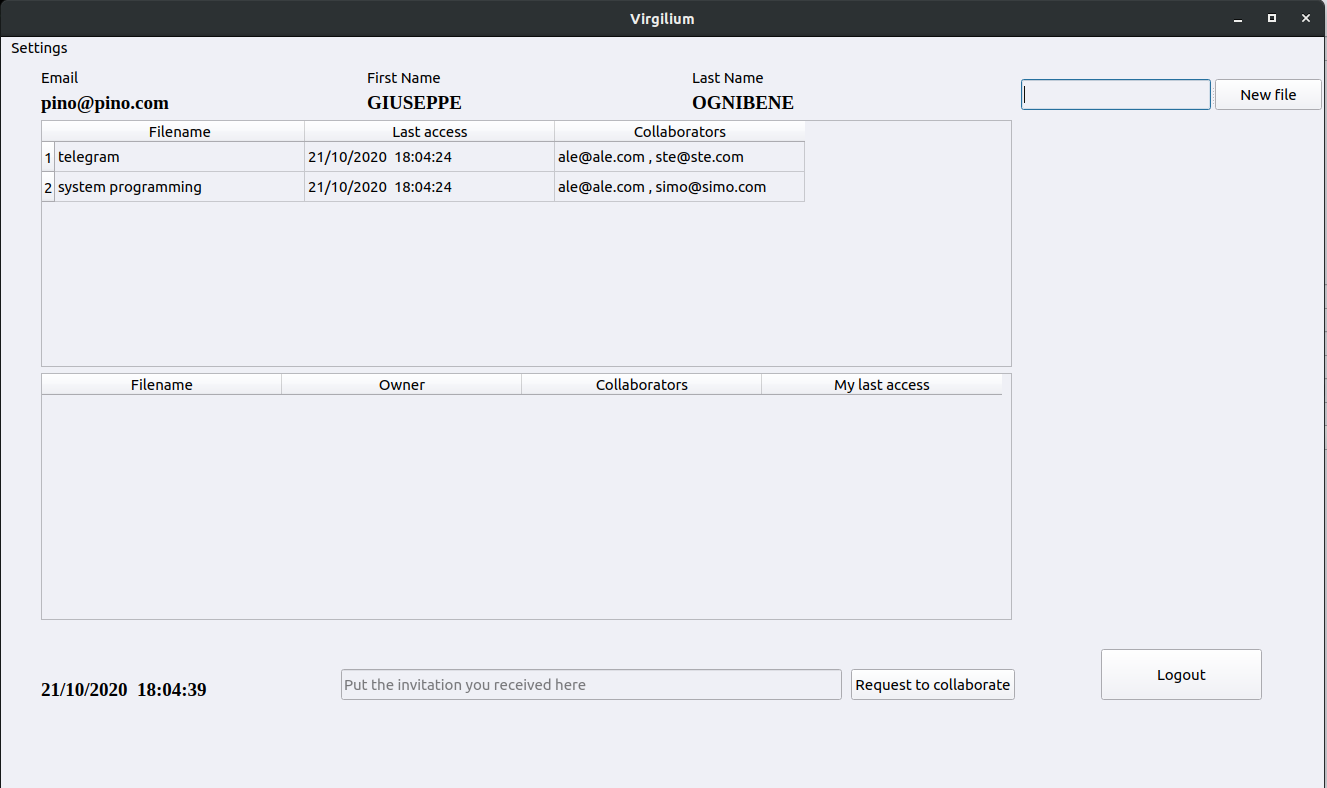 Virgilium
Settings
Email First Name Last Name
pino@pino.com GIUSEPPE OGNIBENE New file
Filename Last access Collaborators
1 telegram 21/10/2020 18:04:24 ale@ale.com , ste@ste.com
2 system programming 21/10/2020 18:04:24 ale@ale.com , simo@simo.com
Filename Owner Collaborators My last access
21/10/2020 18:04:39 Put the invitation you received here Request to collaborate Logout